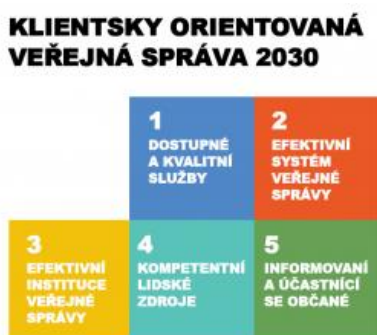 KLIENTSKY ORIENTOVANÁ
VEŘEJNÁ SPRÁVA 2030
1
DOSTUPNÉ
A KVALITNÍ
SLUŽBY
2
EFEKTIVNÍ
SYSTÉM
VEŘEJNÉ
SPRÁVY
3
EFEKTIVNÍ
INSTITUCE
VEŘEJNÉ
SPRÁVY
4
KOMPETENTNÍ
LIDSKÉ
ZDROJE
5
INFORMOVANÍ
A ÚČASTNÍCÍ
SE OBČANÉ